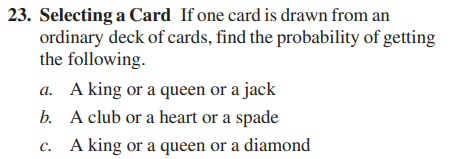 23. Selecting a Card If one card is drawn from an
ordinary deck of cards, find the probability of getting
the following.
a. A king or a queen or a jack
b. A club or a heart or a spade
c. A king or a queen or a diamond